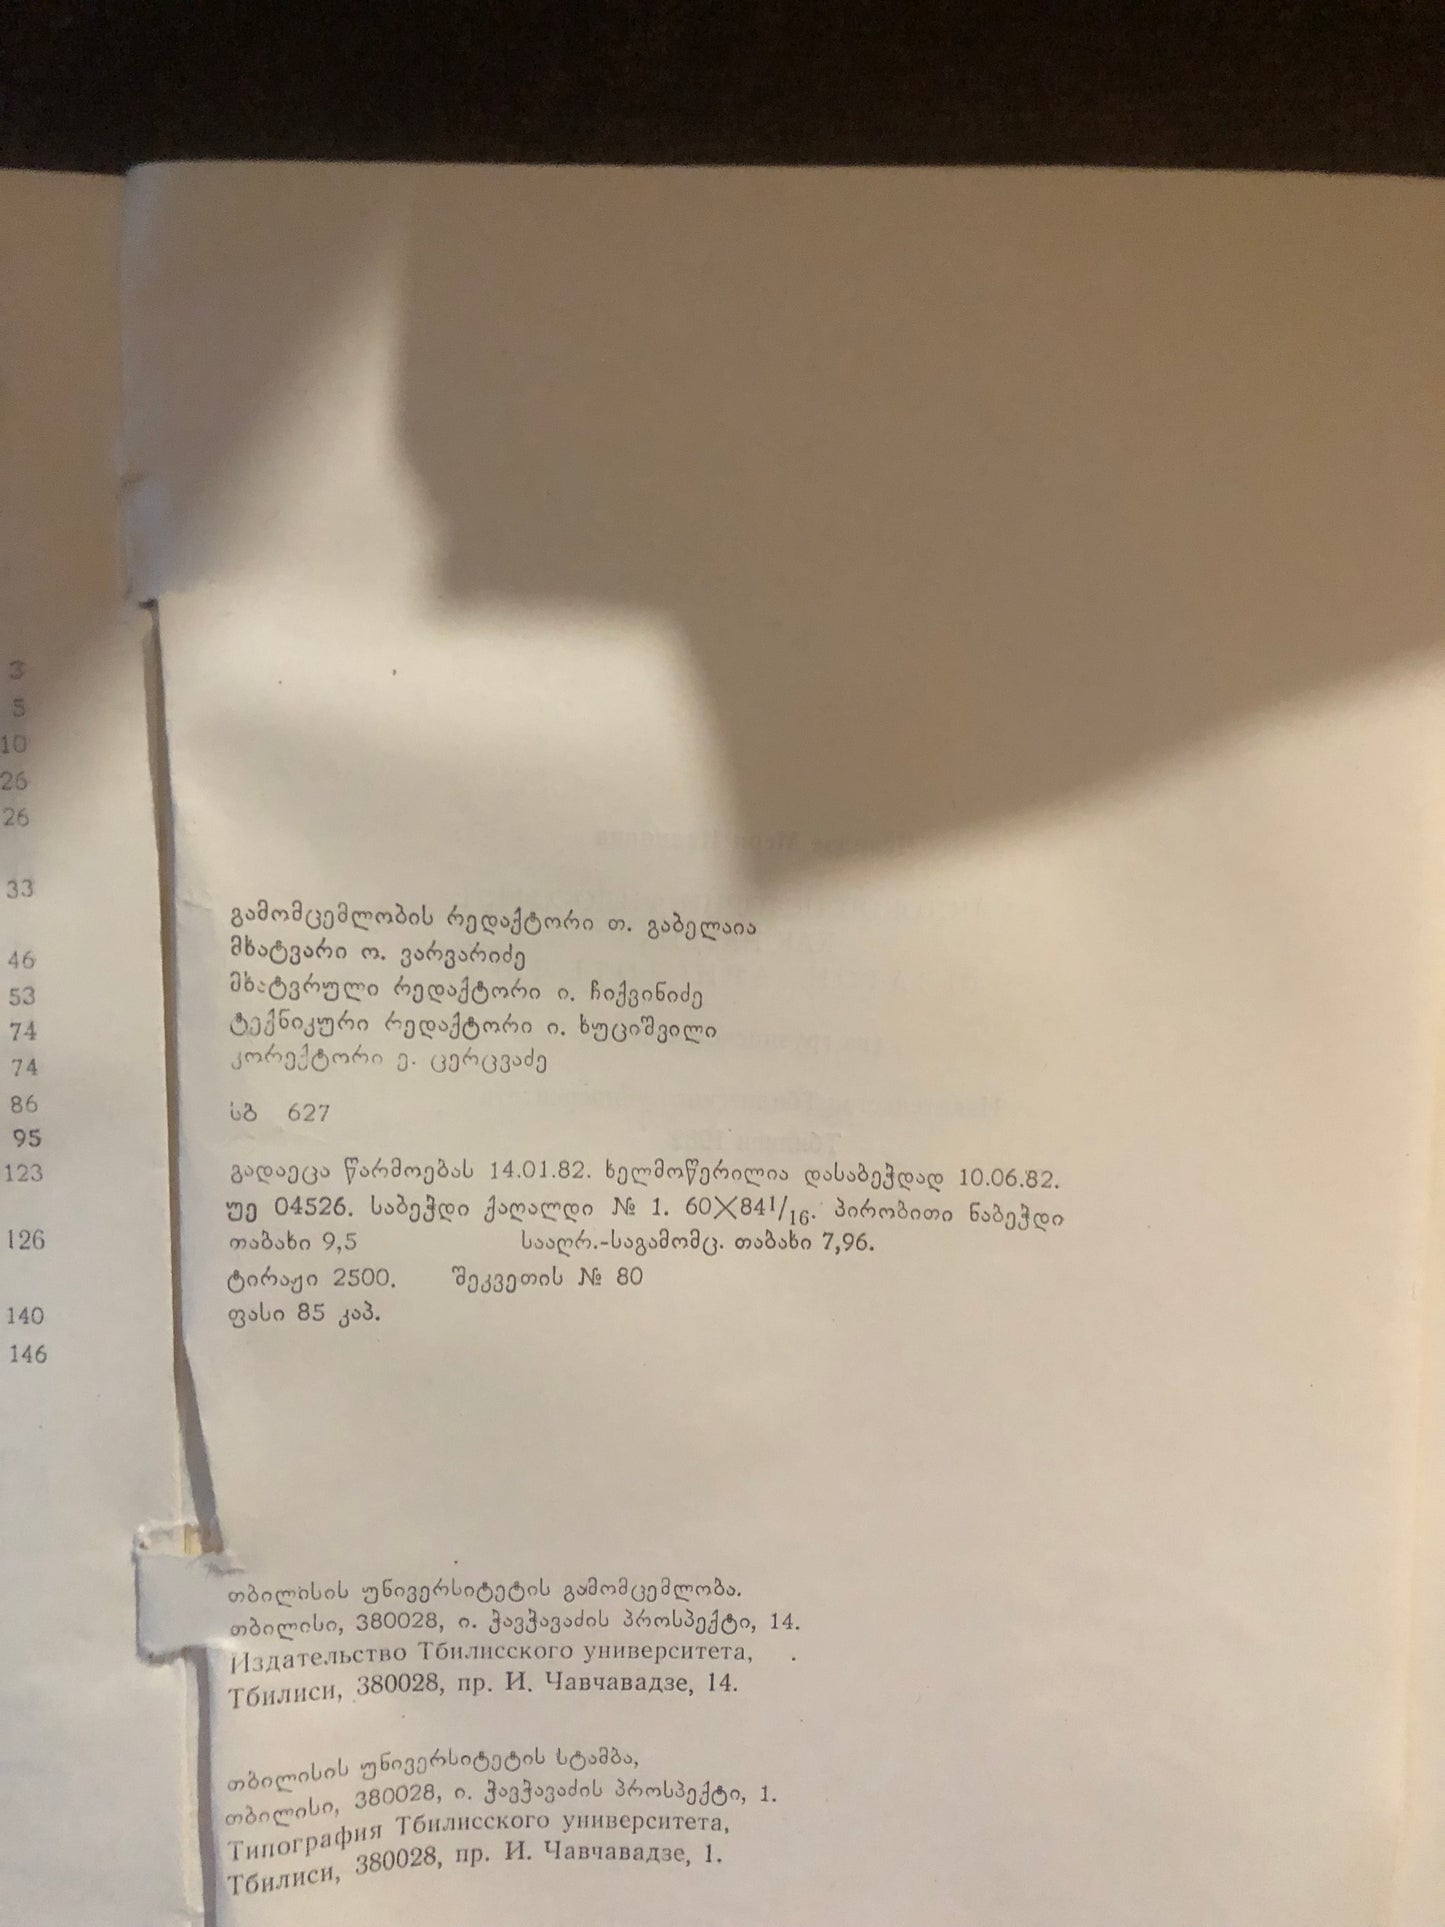 3
5
10
26
26
33
46
53
74
74
86
95
123
126
140
146
გამომცემლობის რედაქტორი თ. გაბელაია
მხატვარი ო. ვარვარიძე
მხატვრული რედაქტორი ი. ჩიქვინიძე
ტექნიკური რედაქტორი ი. ხუციშვილი
კორექტორი ე. ცერცვაძე
სბ 627
გადაეცა წარმოებას 14.01.82. ხელმოწერილია დასაბეჭდად 10.06.82.
უე 04526. საბეჭდი ქაღალდი № 1. 60×84¹/₁₆. პირობითი ნაბეჭდი
თაბახი 9,5 სააღრ.-საგამომც. თაბახი 7,96.
ტირაჟი 2500. შეკვეთის № 80
ფასი 85 კაპ.
თბილისის უნივერსიტეტის გამომცემლობა.
თბილისი, 380028, ი. ჭავჭავაძის პროსპექტი, 14.
Издательство Тбилисского университета,
Тбилиси, 380028, пр. И. Чавчавадзе, 14.
თბილისის უნივერსიტეტის სტამბა,
თბილისი, 380028, ი. ჭავჭავაძის პროსპექტი, 1.
Типография Тбилисского университета,
Тбилиси, 380028, пр. И. Чавчавадзе, 1.